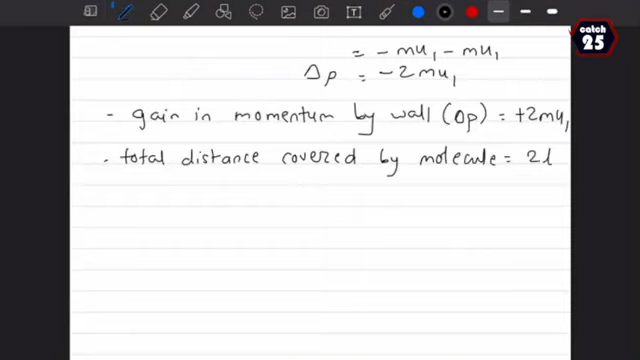 catch
25
= - mu₁ - mu₁
Δp = - 2mu₁
- gain in momentum by wall (Δp) = +2mu₁
- total distance covered by molecule = 2l